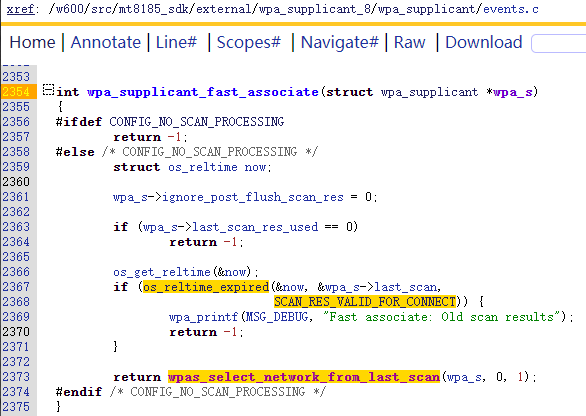 xref: /w600/src/mt8185_sdk/external/wpa_supplicant_8/wpa_supplicant/events.c
Home | Annotate | Line# | Scopes# | Navigate# | Raw | Download
2353
2354 int wpa_supplicant_fast_associate(struct wpa_supplicant *wpa_s)
2355 {
2356 #ifdef CONFIG_NO_SCAN_PROCESSING
2357 return -1;
2358 #else /* CONFIG_NO_SCAN_PROCESSING */
2359 struct os_reltime now;
2360
2361 wpa_s->ignore_post_flush_scan_res = 0;
2362
2363 if (wpa_s->last_scan_res_used == 0)
2364 return -1;
2365
2366 os_get_reltime(&now);
2367 if (os_reltime_expired(&now, &wpa_s->last_scan,
2368 SCAN_RES_VALID_FOR_CONNECT)) {
2369 wpa_printf(MSG_DEBUG, "Fast associate: Old scan results");
2370 return -1;
2371 }
2372
2373 return wpas_select_network_from_last_scan(wpa_s, 0, 1);
2374 #endif /* CONFIG_NO_SCAN_PROCESSING */
2375 }